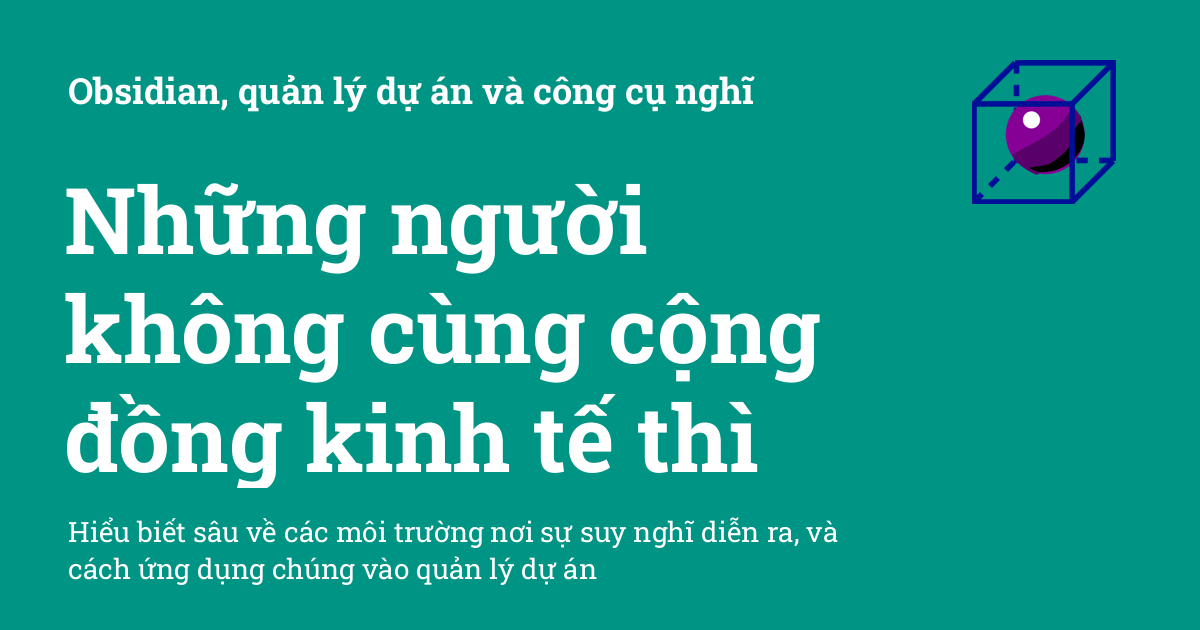 Obsidian, quản lý dự án và công cụ nghĩ
Những người
không cùng cộng
đồng kinh tế thì
Hiểu biết sâu về các môi trường nơi sự suy nghĩ diễn ra, và
cách ứng dụng chúng vào quản lý dự án